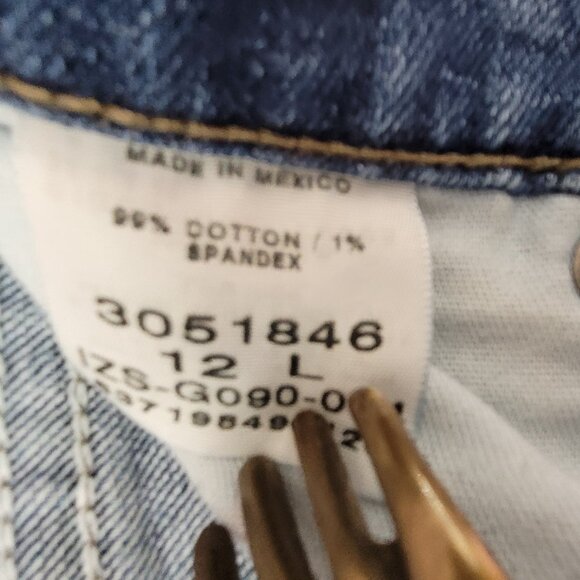 MADE IN MEXICO
99% COTTON / 1%
SPANDEX
3051846
12 L